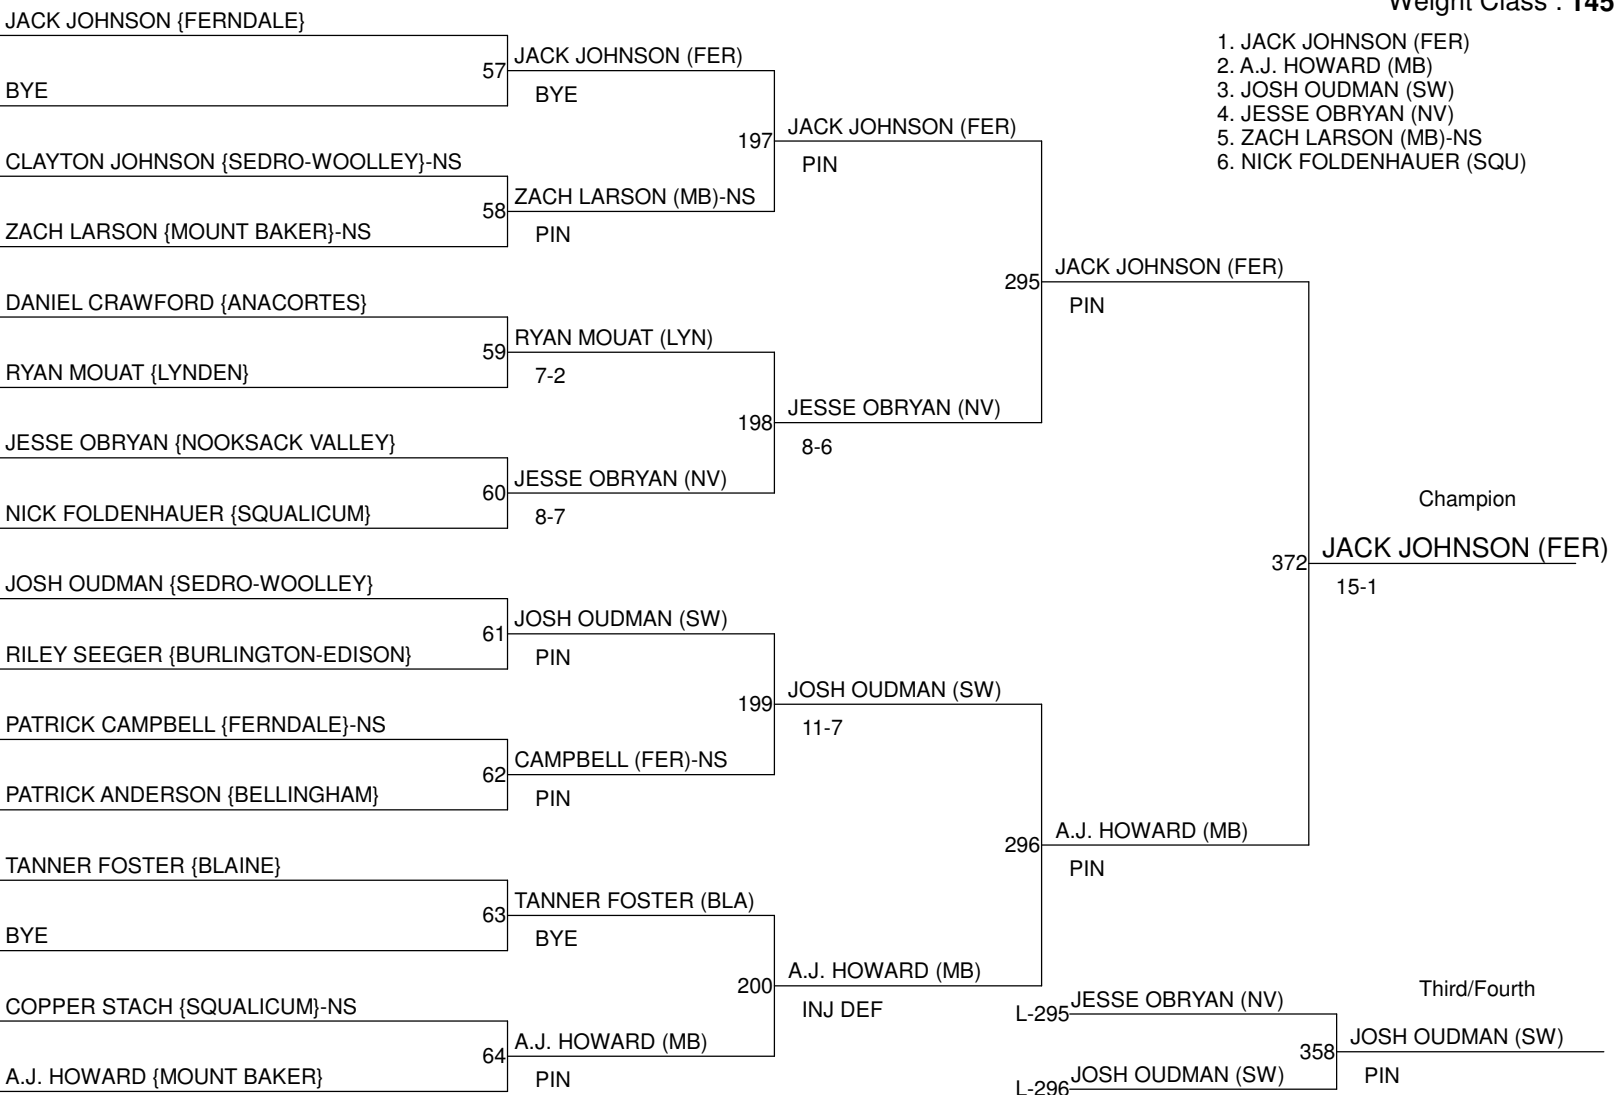 Weight Class : 145
1. JACK JOHNSON (FER)
2. A.J. HOWARD (MB)
3. JOSH OUDMAN (SW)
4. JESSE OBRYAN (NV)
5. ZACH LARSON (MB)-NS
6. NICK FOLDENHAUER (SQU)
JACK JOHNSON {FERNDALE}
BYE
CLAYTON JOHNSON {SEDRO-WOOLLEY}-NS
ZACH LARSON {MOUNT BAKER}-NS
DANIEL CRAWFORD {ANACORTES}
RYAN MOUAT {LYNDEN}
JESSE OBRYAN {NOOKSACK VALLEY}
NICK FOLDENHAUER {SQUALICUM}
JOSH OUDMAN {SEDRO-WOOLLEY}
RILEY SEEGER {BURLINGTON-EDISON}
PATRICK CAMPBELL {FERNDALE}-NS
PATRICK ANDERSON {BELLINGHAM}
TANNER FOSTER {BLAINE}
BYE
COPPER STACH {SQUALICUM}-NS
A.J. HOWARD {MOUNT BAKER}
57 JACK JOHNSON (FER)
BYE
58 ZACH LARSON (MB)-NS
PIN
59 RYAN MOUAT (LYN)
7-2
60 JESSE OBRYAN (NV)
8-7
61 JOSH OUDMAN (SW)
PIN
62 CAMPBELL (FER)-NS
PIN
63 TANNER FOSTER (BLA)
BYE
64 A.J. HOWARD (MB)
PIN
197 JACK JOHNSON (FER)
PIN
198 JESSE OBRYAN (NV)
8-6
199 JOSH OUDMAN (SW)
11-7
200 A.J. HOWARD (MB)
INJ DEF
295 JACK JOHNSON (FER)
PIN
296 A.J. HOWARD (MB)
PIN
Champion
372 JACK JOHNSON (FER)
15-1
Third/Fourth
L-295 JESSE OBRYAN (NV)
L-296 JOSH OUDMAN (SW)
358 JOSH OUDMAN (SW)
PIN